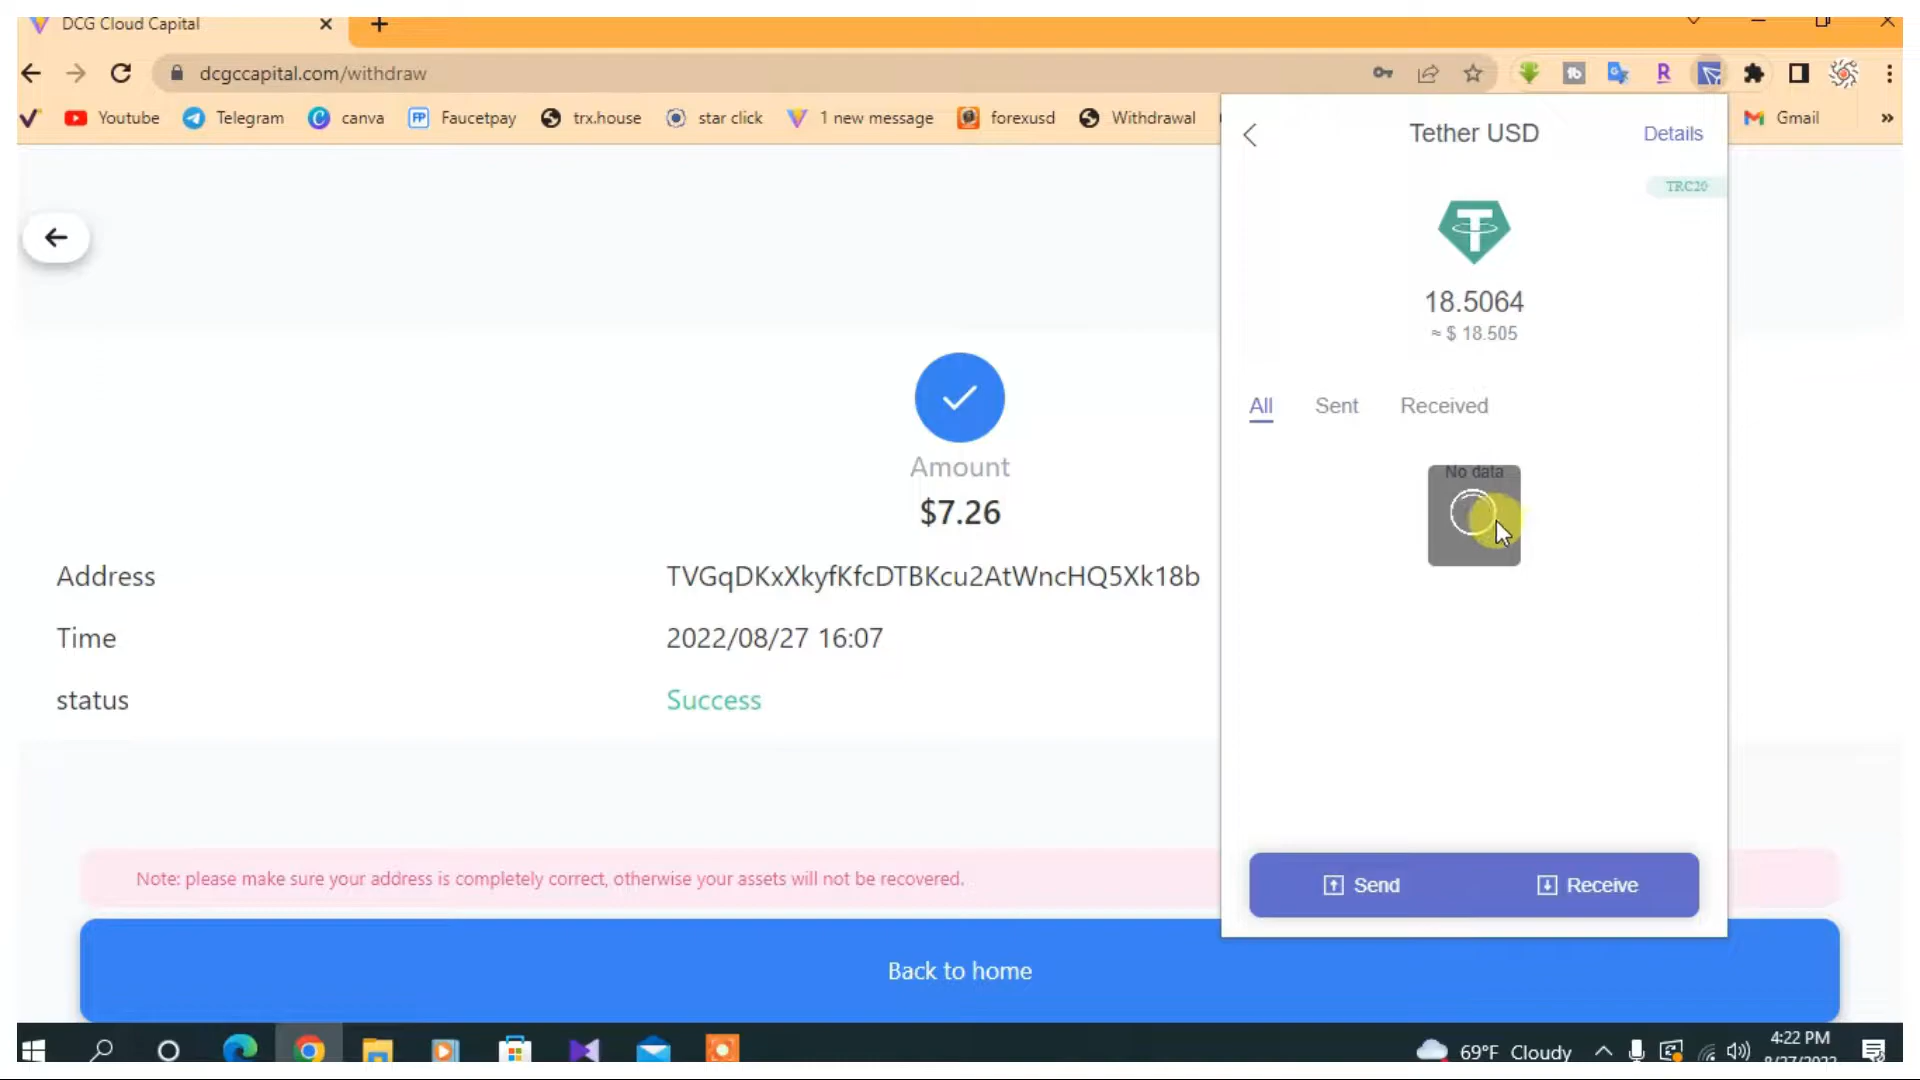 DCG Cloud Capital
dcgccapital.com/withdraw
Youtube
Telegram
canva
FP
Faucetpay
trx.house
star click
1 new message
forexusd
Withdrawal
Gmail
Tether USD
Details
TRC20
18.5064
≈ $ 18.505
All
Sent
Received
No data
Send
Receive
Amount
$7.26
Address
TVGqDKxXkyfKfcDTBKcu2AtWncHQ5Xk18b
Time
2022/08/27 16:07
status
Success
Note: please make sure your address is completely correct, otherwise your assets will not be recovered.
Back to home
69°F Cloudy
4:22 PM